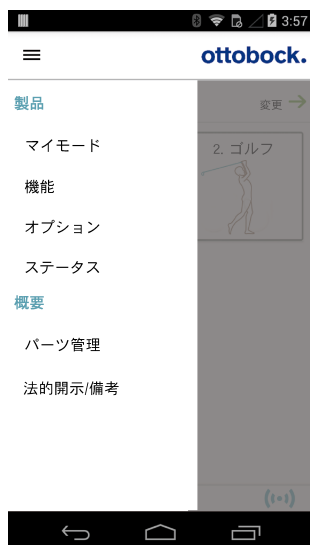 3:57
ottobock.
製品
変更
マイモード
2. ゴルフ
機能
オプション
ステータス
概要
パーツ管理
法的開示/備考